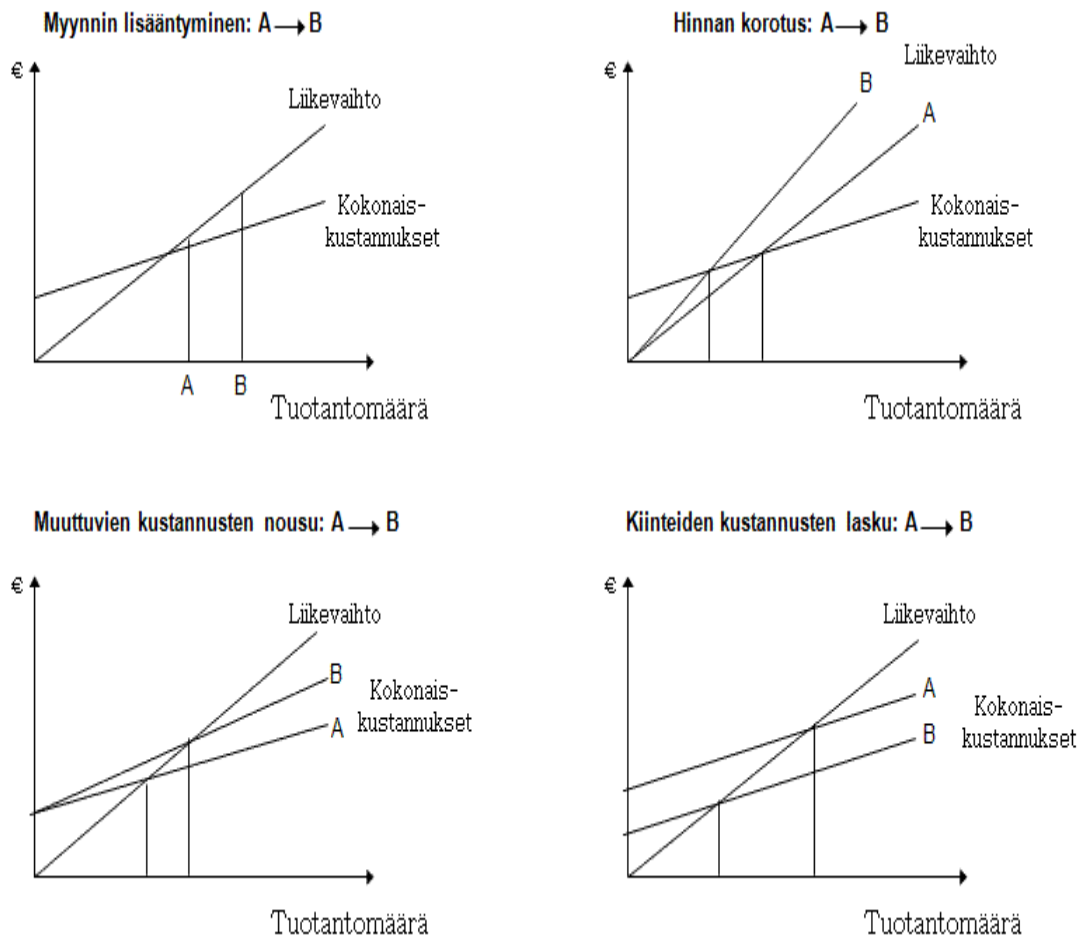 Myynnin lisääntyminen: A → B
€
Liikevaihto
Kokonais-
kustannukset
A B
Tuotantomäärä
Hinnan korotus: A → B
Liikevaihto
€
B
A
Kokonais-
kustannukset
Tuotantomäärä
Muuttuvien kustannusten nousu: A → B
€
Liikevaihto
B
Kokonais-
kustannukset
A
Tuotantomäärä
Kiinteiden kustannusten lasku: A → B
€
Liikevaihto
A
Kokonais-
B
kustannukset
Tuotantomäärä